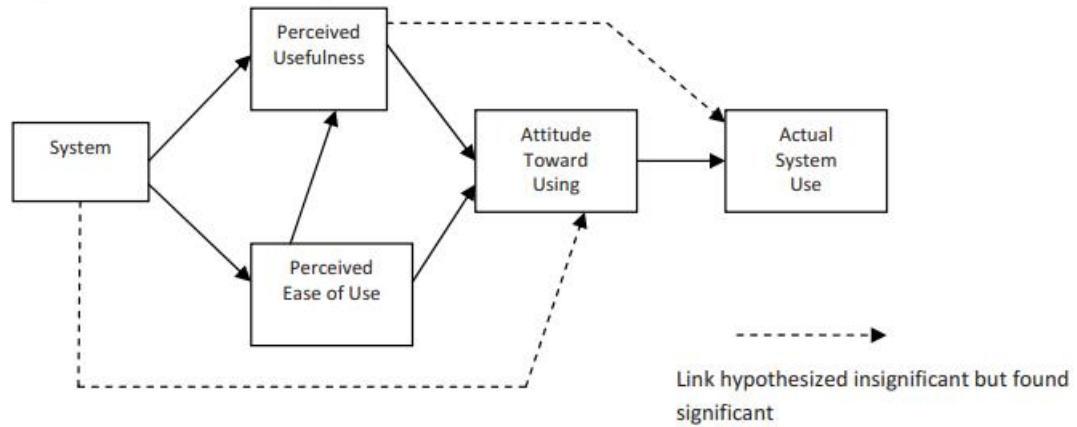 Perceived
Usefulness
System
Attitude
Toward
Using
Actual
System
Use
Perceived
Ease of Use
Link hypothesized insignificant but found
significant